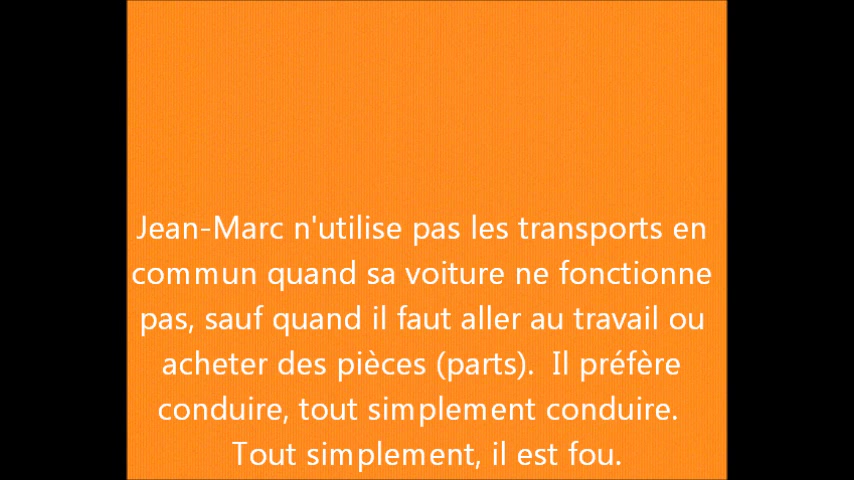 Jean-Marc n'utilise pas les transports en
commun quand sa voiture ne fonctionne
pas, sauf quand il faut aller au travail ou
acheter des pièces (parts).  Il préfère
conduire, tout simplement conduire.
Tout simplement, il est fou.